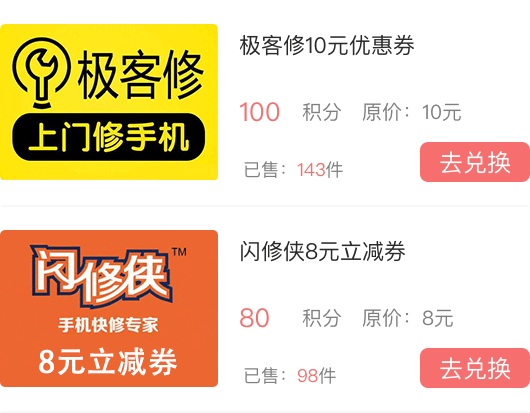 极客修
上门修手机
极客修10元优惠券
100 积分 原价：10元
已售：143件
去兑换
闪修侠™
手机快修专家
8元立减券
闪修侠8元立减券
80 积分 原价：8元
已售：98件
去兑换